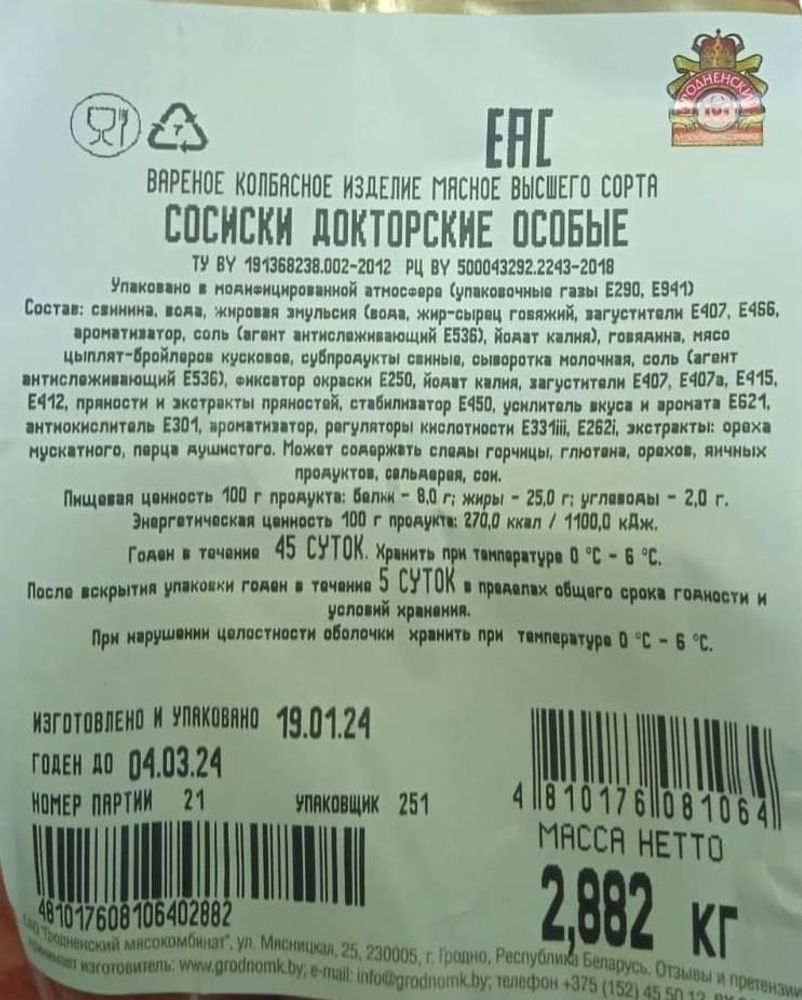 ГРОДНЕНСКИЙ
7
EAC
ВАРЕНОЕ КОЛБАСНОЕ ИЗДЕЛИЕ МЯСНОЕ ВЫСШЕГО СОРТА
СОСИСКИ ДОКТОРСКИЕ ОСОБЫЕ
ТУ BY 191368238.002-2012 РЦ BY 500043292.2243-2018
Упаковано в модифицированной атмосфере (упаковочные газы Е290, Е941)
Состав: свинина, вода, жировая эмульсия (вода, жир-сырец говяжий, загустители Е407, Е466,
ароматизатор, соль (агент антислеживающий Е536), йодат калия), говядина, мясо
цыплят-бройлеров кусковое, субпродукты свиные, сыворотка молочная, соль (агент
антислеживающий Е536), фиксатор окраски Е250, йодат калия, загустители Е407, Е407а, Е415,
Е412, пряности и экстракты пряностей, стабилизатор Е450, усилитель вкуса и аромата Е621,
антиокислитель Е301, ароматизатор, регуляторы кислотности Е331iii, Е262i, экстракты: ореха
мускатного, перца душистого. Может содержать следы горчицы, глютена, орехов, яичных
продуктов, сельдерея, сои.
Пищевая ценность 100 г продукта: белки - 8,0 г; жиры - 25,0 г; углеводы - 2,0 г.
Энергетическая ценность 100 г продукта: 270,0 ккал / 1100,0 кДж.
Годен в течение 45 СУТОК. Хранить при температуре 0 °С - 6 °С.
После вскрытия упаковки годен в течение 5 СУТОК в пределах общего срока годности и
условий хранения.
При нарушении целостности оболочки хранить при температуре 0 °С - 6 °С.
ИЗГОТОВЛЕНО И УПАКОВАНО 19.01.24
ГОДЕН ДО 04.03.24
НОМЕР ПАРТИИ 21 УПАКОВЩИК 251
4 810176 081064
МАССА НЕТТО
2,882 КГ
481017608106402882
ОАО "Гродненский мясокомбинат", ул. Мясницкая, 25, 230005, г. Гродно, Республика Беларусь. Отзывы и претензии
принимает изготовитель: www.grodnomk.by; e-mail: info@grodnomk.by; телефон +375 (152) 45 50 12.